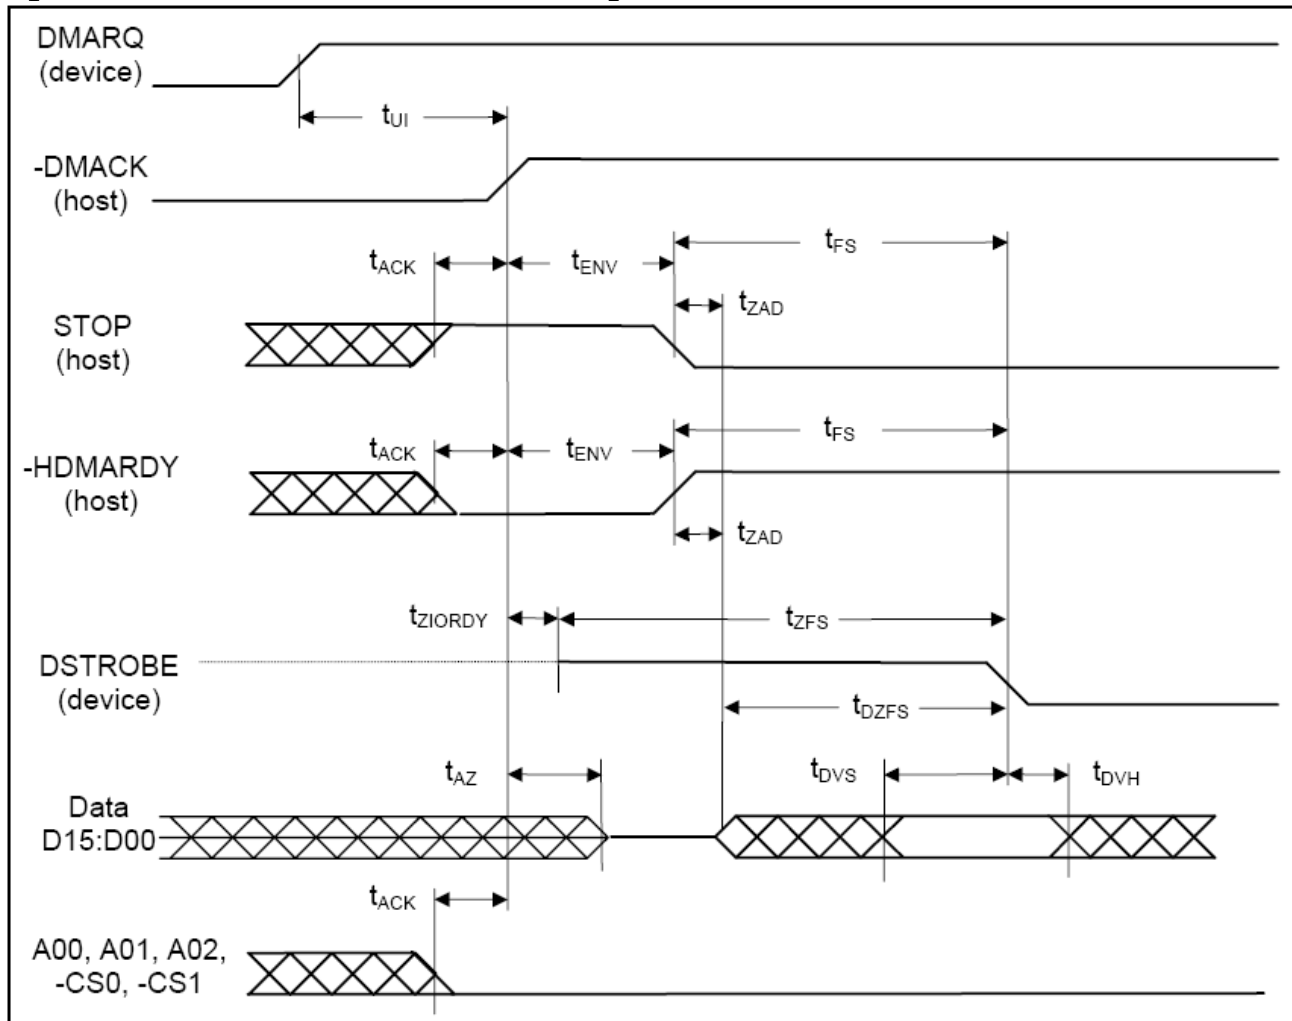 DMARQ
(device)
tUI
-DMACK
(host)
tFS
tACK
tENV
tZAD
STOP
(host)
tFS
tACK
tENV
-HDMARDY
(host)
tZAD
tZIORDY
tZFS
DSTROBE
(device)
tDZFS
tAZ
tDVS
tDVH
Data
D15:D00
tACK
A00, A01, A02,
-CS0, -CS1